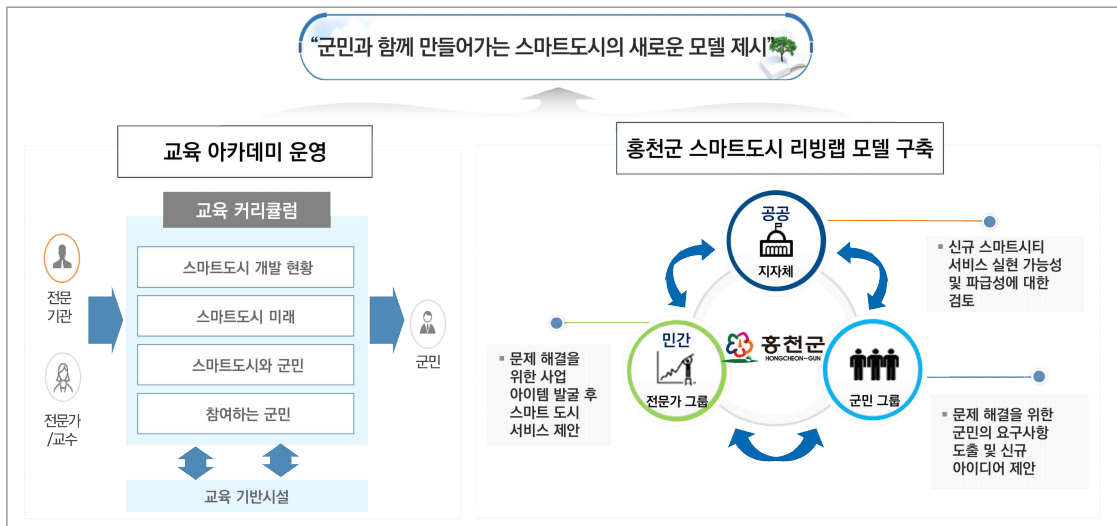 “군민과 함께 만들어가는 스마트도시의 새로운 모델 제시”
교육 아카데미 운영
교육 커리큘럼
스마트도시 개발 현황
스마트도시 미래
스마트도시와 군민
참여하는 군민
교육 기반시설
전문
기관
전문가
/교수
군민
홍천군 스마트도시 리빙랩 모델 구축
공공
지자체
▪ 신규 스마트시티
서비스 실현 가능성
및 파급성에 대한
검토
민간
전문가 그룹
▪ 문제 해결을
위한 사업
아이템 발굴 후
스마트 도시
서비스 제안
홍천군
HONGCHEON-GUN
군민 그룹
▪ 문제 해결을 위한
군민의 요구사항
도출 및 신규
아이디어 제안